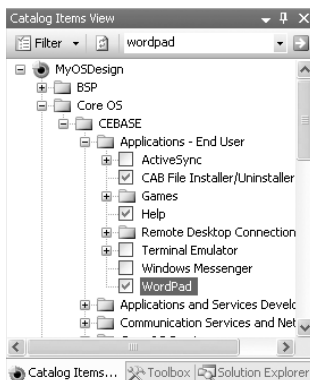 Catalog Items View
Filter wordpad
MyOSDesign
BSP
Core OS
CEBASE
Applications - End User
ActiveSync
CAB File Installer/Uninstaller
Games
Help
Remote Desktop Connection
Terminal Emulator
Windows Messenger
WordPad
Applications and Services Develo
Communication Services and Net
Catalog Items... Toolbox Solution Explorer